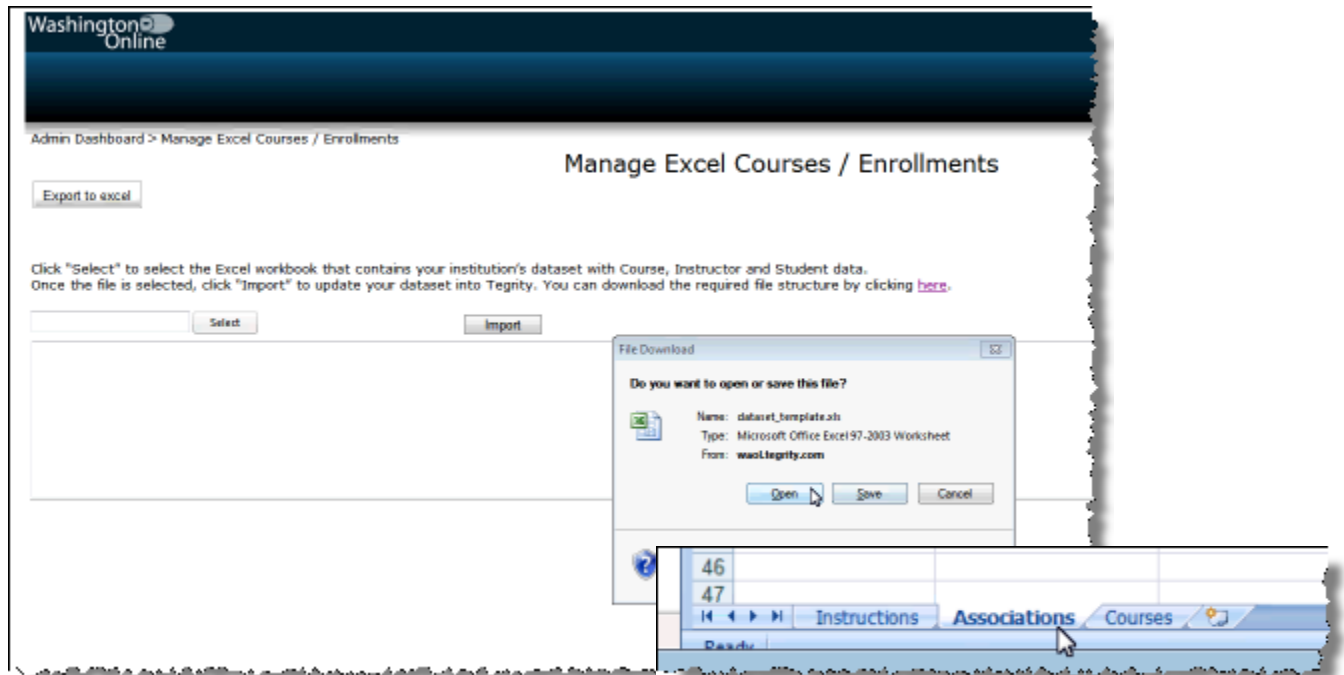 Washington
Online
Admin Dashboard > Manage Excel Courses / Enrollments
Manage Excel Courses / Enrollments
Export to excel
Click "Select" to select the Excel workbook that contains your institution's dataset with Course, Instructor and Student data.
Once the file is selected, click "Import" to update your dataset into Tegrity. You can download the required file structure by clicking here.
Select
Import
File Download
Do you want to open or save this file?
Name: dataset_template.xls
Type: Microsoft Office Excel 97-2003 Worksheet
From: waol.tegrity.com
Open
Save
Cancel
46
47
Instructions
Associations
Courses
Ready